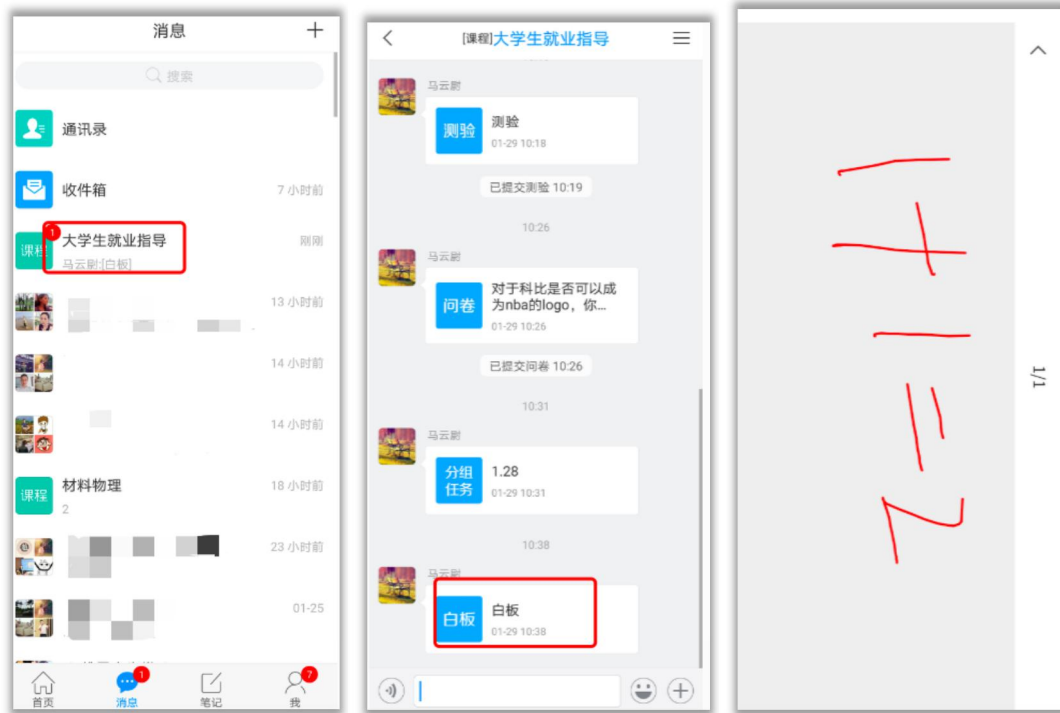 消息
搜索
通讯录
收件箱
7 小时前
1
课程
大学生就业指导
刚刚
马云尉:[白板]
13 小时前
14 小时前
14 小时前
课程
材料物理
18 小时前
2
23 小时前
01-25
首页
1
消息
笔记
7
我
[课程]大学生就业指导
马云尉
测验
测验
01-29 10:18
已提交测验 10:19
10:26
马云尉
问卷
对于科比是否可以成
为nba的logo，你...
01-29 10:26
已提交问卷 10:26
10:31
马云尉
分组
任务
1.28
01-29 10:31
10:38
马云尉
白板
白板
01-29 10:38
1+1=2
1/1